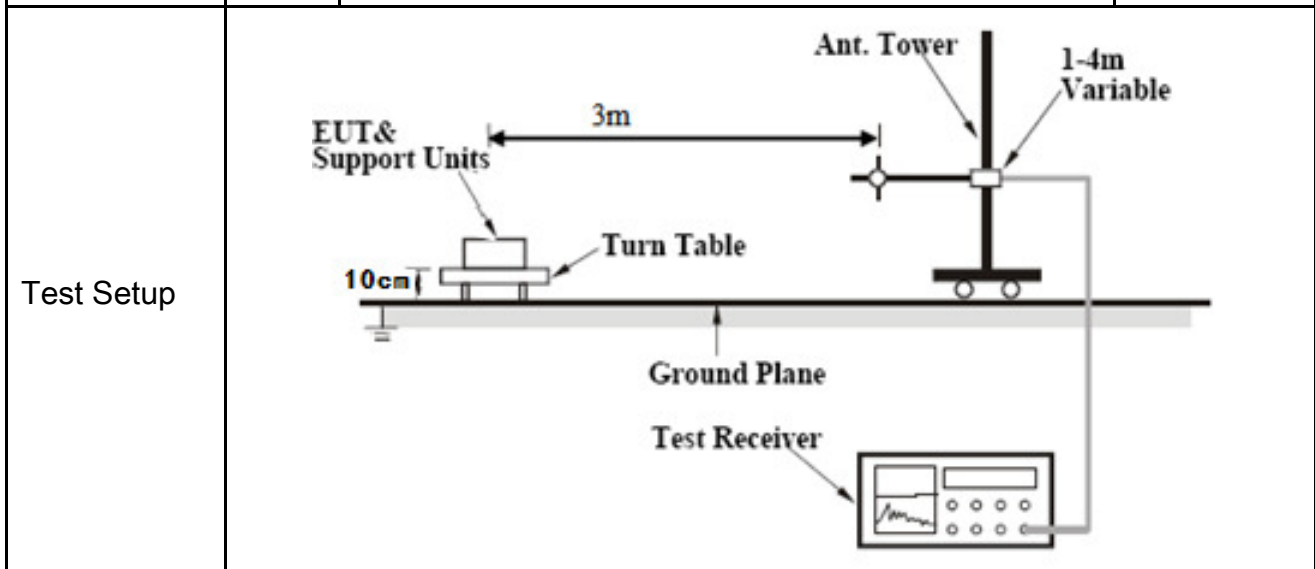 Test Setup
Ant. Tower
1-4m
Variable
3m
EUT&
Support Units
Turn Table
10cm
Ground Plane
Test Receiver